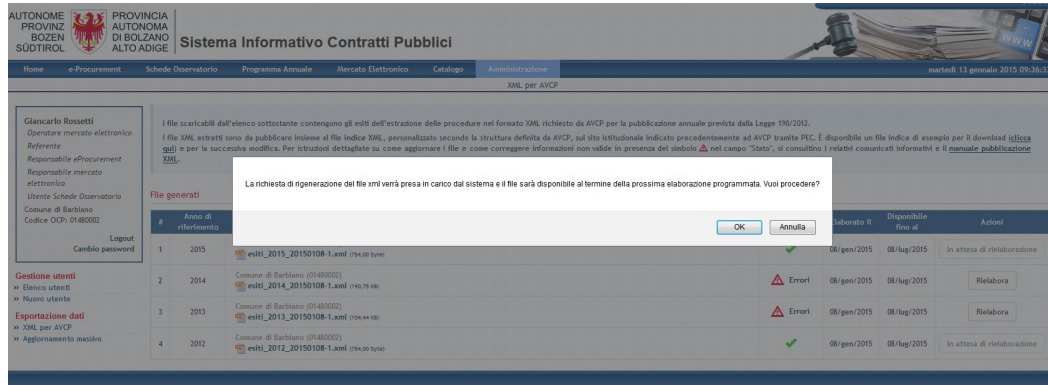 AUTONOME
PROVINZ
BOZEN
SÜDTIROL
PROVINCIA
AUTONOMA
DI BOLZANO
ALTO ADIGE
Sistema Informativo Contratti Pubblici
WWW
Home e-Procurement Schede Osservatorio Programma Annuale Mercato Elettronico Catalogo Amministrazione martedì 13 gennaio 2015 09:36:3
XML per AVCP
Giancarlo Rossetti
Operatore mercato elettronico
Referente
Responsabile eProcurement
Responsabile mercato
elettronico
Utente Schede Osservatorio
Comune di Barbiano
Codice OCP: 01480002
Logout
Cambio password
Gestione utenti
» Elenco utenti
» Nuovo utente
Esportazione dati
» XML per AVCP
» Aggiornamento massivo
I file scaricabili dall'elenco sottostante contengono gli esiti dell'estrazione delle procedure nel formato XML richiesto da AVCP per la pubblicazione annuale prevista dalla Legge 190/2012.
I file XML estratti sono da pubblicare insieme al file indice XML, personalizzato secondo la struttura definita da AVCP, sul sito istituzionale indicato precedentemente ad AVCP tramite PEC. È disponibile un file indice di esempio per il download (clicca
qui) e per la successiva modifica. Per istruzioni dettagliate su come aggiornare i file e come correggere informazioni non valide in presenza del simbolo nel campo "Stato", si consultino i relativi comunicati informativi e il manuale pubblicazione
XML.
La richiesta di rigenerazione del file xml verrà presa in carico dal sistema e il file sarà disponibile al termine della prossima elaborazione programmata. Vuoi procedere?
OK Annulla
File generati
# Anno di riferimento Elaborato il Disponibile fino al Azioni
1 2015 esiti_2015_20150108-1.xml (754,00 byte) 08/gen/2015 08/lug/2015 In attesa di rielaborazione
2 2014 Comune di Barbiano (01480002)
esiti_2014_20150108-1.xml (190,75 KB) Errori 08/gen/2015 08/lug/2015 Rielabora
3 2013 Comune di Barbiano (01480002)
esiti_2013_20150108-1.xml (104,44 KB) Errori 08/gen/2015 08/lug/2015 Rielabora
4 2012 Comune di Barbiano (01480002)
esiti_2012_20150108-1.xml (754,00 byte) 08/gen/2015 08/lug/2015 In attesa di rielaborazione